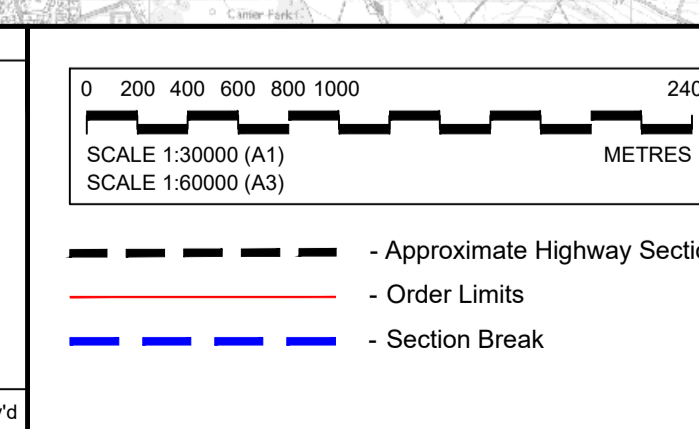 Camer Park
0 200 400 600 800 1000 240
SCALE 1:30000 (A1) METRES
SCALE 1:60000 (A3)
- Approximate Highway Sectio
- Order Limits
- Section Break
'd